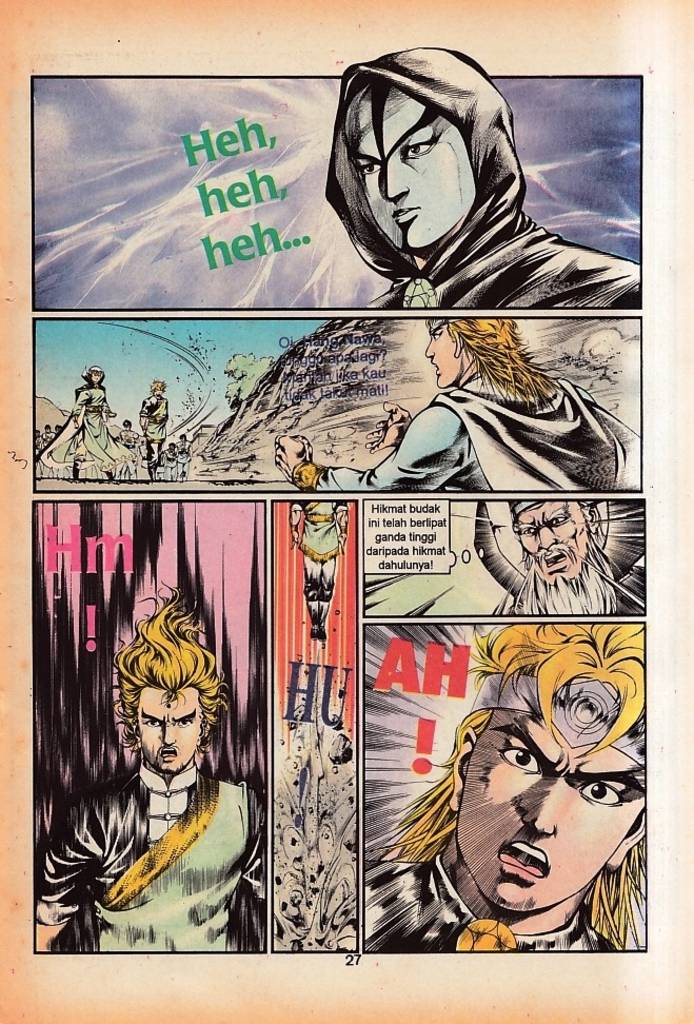 Heh,
heh,
heh...
Oi, Hang Nawa,
tunggu apa lagi?
Marilah jika kau
tidak takut mati!
Hm
!
HU
!
Hikmat budak
ini telah berlipat
ganda tinggi
daripada hikmat
dahulunya!
AH
!
27